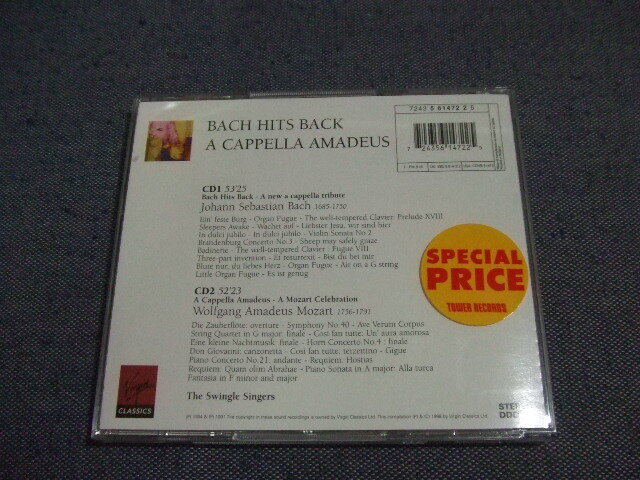 BACH HITS BACK
A CAPPELLA AMADEUS
7243 5 61472 2 5
7 24356 14722 5
CD1 53'25
Bach Hits Back - A new a cappella tribute
Johann Sebastian Bach 1685-1750
Ein' feste Burg - Organ Fugue - The well-tempered Clavier: Prelude XVIII
Sleepers Awake - Wachet auf - Liebster Jesu, wir sind hier
In dulci jubilo - In dulci jubilo - Violin Sonata No.2
Brandenburg Concerto No.3 - Sheep may safely graze
Badinerie - The well-tempered Clavier: Fugue VIII
Three-part invention - Et resurrexit - Bist du bei mir
Blute nur, du liebes Herz - Organ Fugue - Air on a G string
Little Organ Fugue - Es ist genug
CD2 52'23
A Cappella Amadeus - A Mozart Celebration
Wolfgang Amadeus Mozart 1756-1791
Die Zauberflöte: overture - Symphony No.40 - Ave Verum Corpus
String Quartet in G major: finale - Cosi fan tutte: Un' aura amorosa
Eine kleine Nachtmusik: finale - Horn Concerto No.4 : finale
Don Giovanni: canzonetta - Cosi fan tutte: terzettino - Gigue
Piano Concerto No.21: andante - Requiem: Hostias
Requiem: Quam olim Abrahae - Piano Sonata in A major: Alla turca
Fantasia in F minor and major
The Swingle Singers
SPECIAL
PRICE
TOWER RECORDS
Virgin
CLASSICS